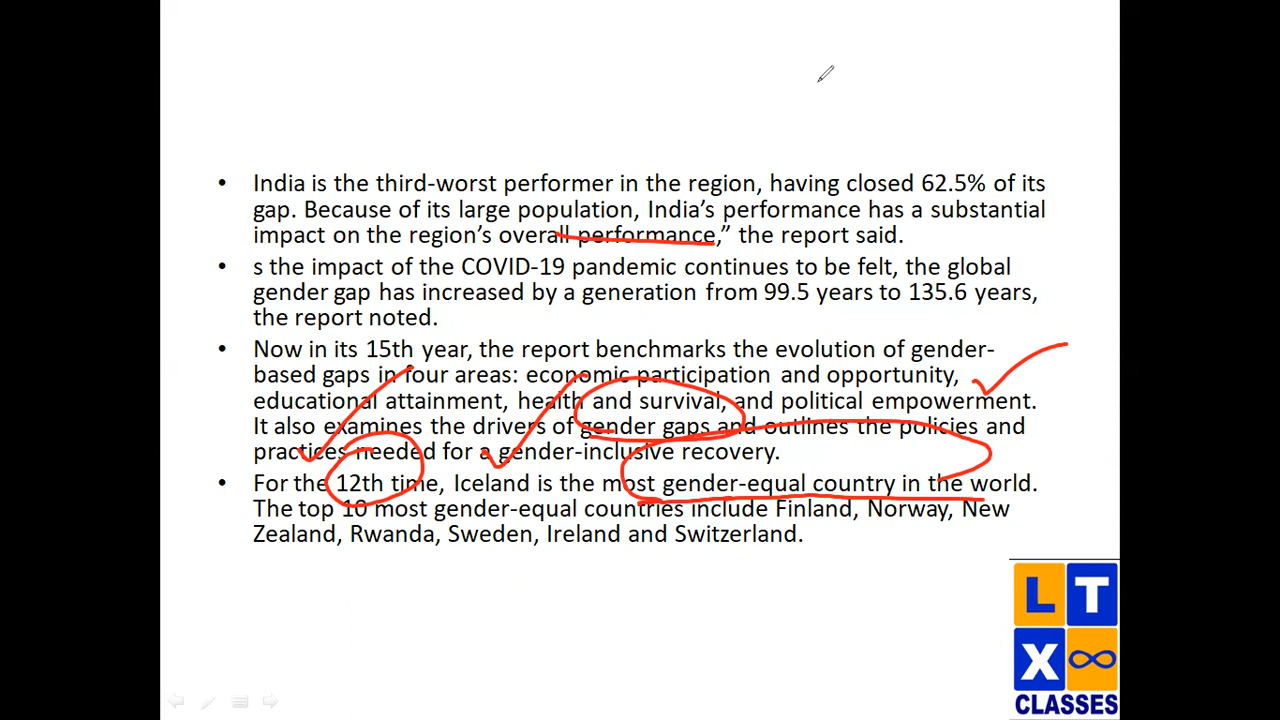 • India is the third-worst performer in the region, having closed 62.5% of its
gap. Because of its large population, India’s performance has a substantial
impact on the region’s overall performance,” the report said.
• s the impact of the COVID-19 pandemic continues to be felt, the global
gender gap has increased by a generation from 99.5 years to 135.6 years,
the report noted.
• Now in its 15th year, the report benchmarks the evolution of gender-
based gaps in four areas: economic participation and opportunity,
educational attainment, health and survival, and political empowerment.
It also examines the drivers of gender gaps and outlines the policies and
practices needed for a gender-inclusive recovery.
• For the 12th time, Iceland is the most gender-equal country in the world.
The top 10 most gender-equal countries include Finland, Norway, New
Zealand, Rwanda, Sweden, Ireland and Switzerland.
L T
X ∞
CLASSES